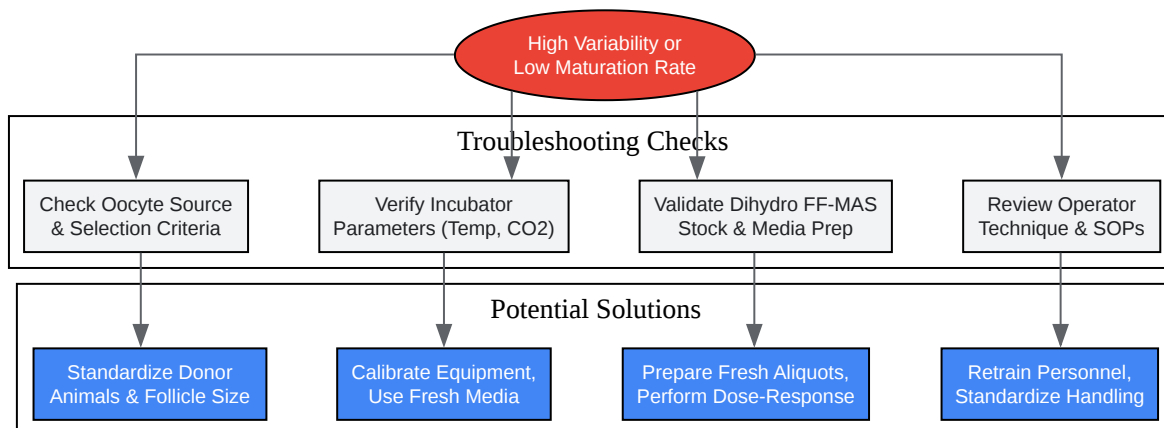 High Variability or
Low Maturation Rate
Troubleshooting Checks
Check Oocyte Source
& Selection Criteria
Verify Incubator
Parameters (Temp, CO2)
Validate Dihydro FF-MAS
Stock & Media Prep
Review Operator
Technique & SOPs
Potential Solutions
Standardize Donor
Animals & Follicle Size
Calibrate Equipment,
Use Fresh Media
Prepare Fresh Aliquots,
Perform Dose-Response
Retrain Personnel,
Standardize Handling